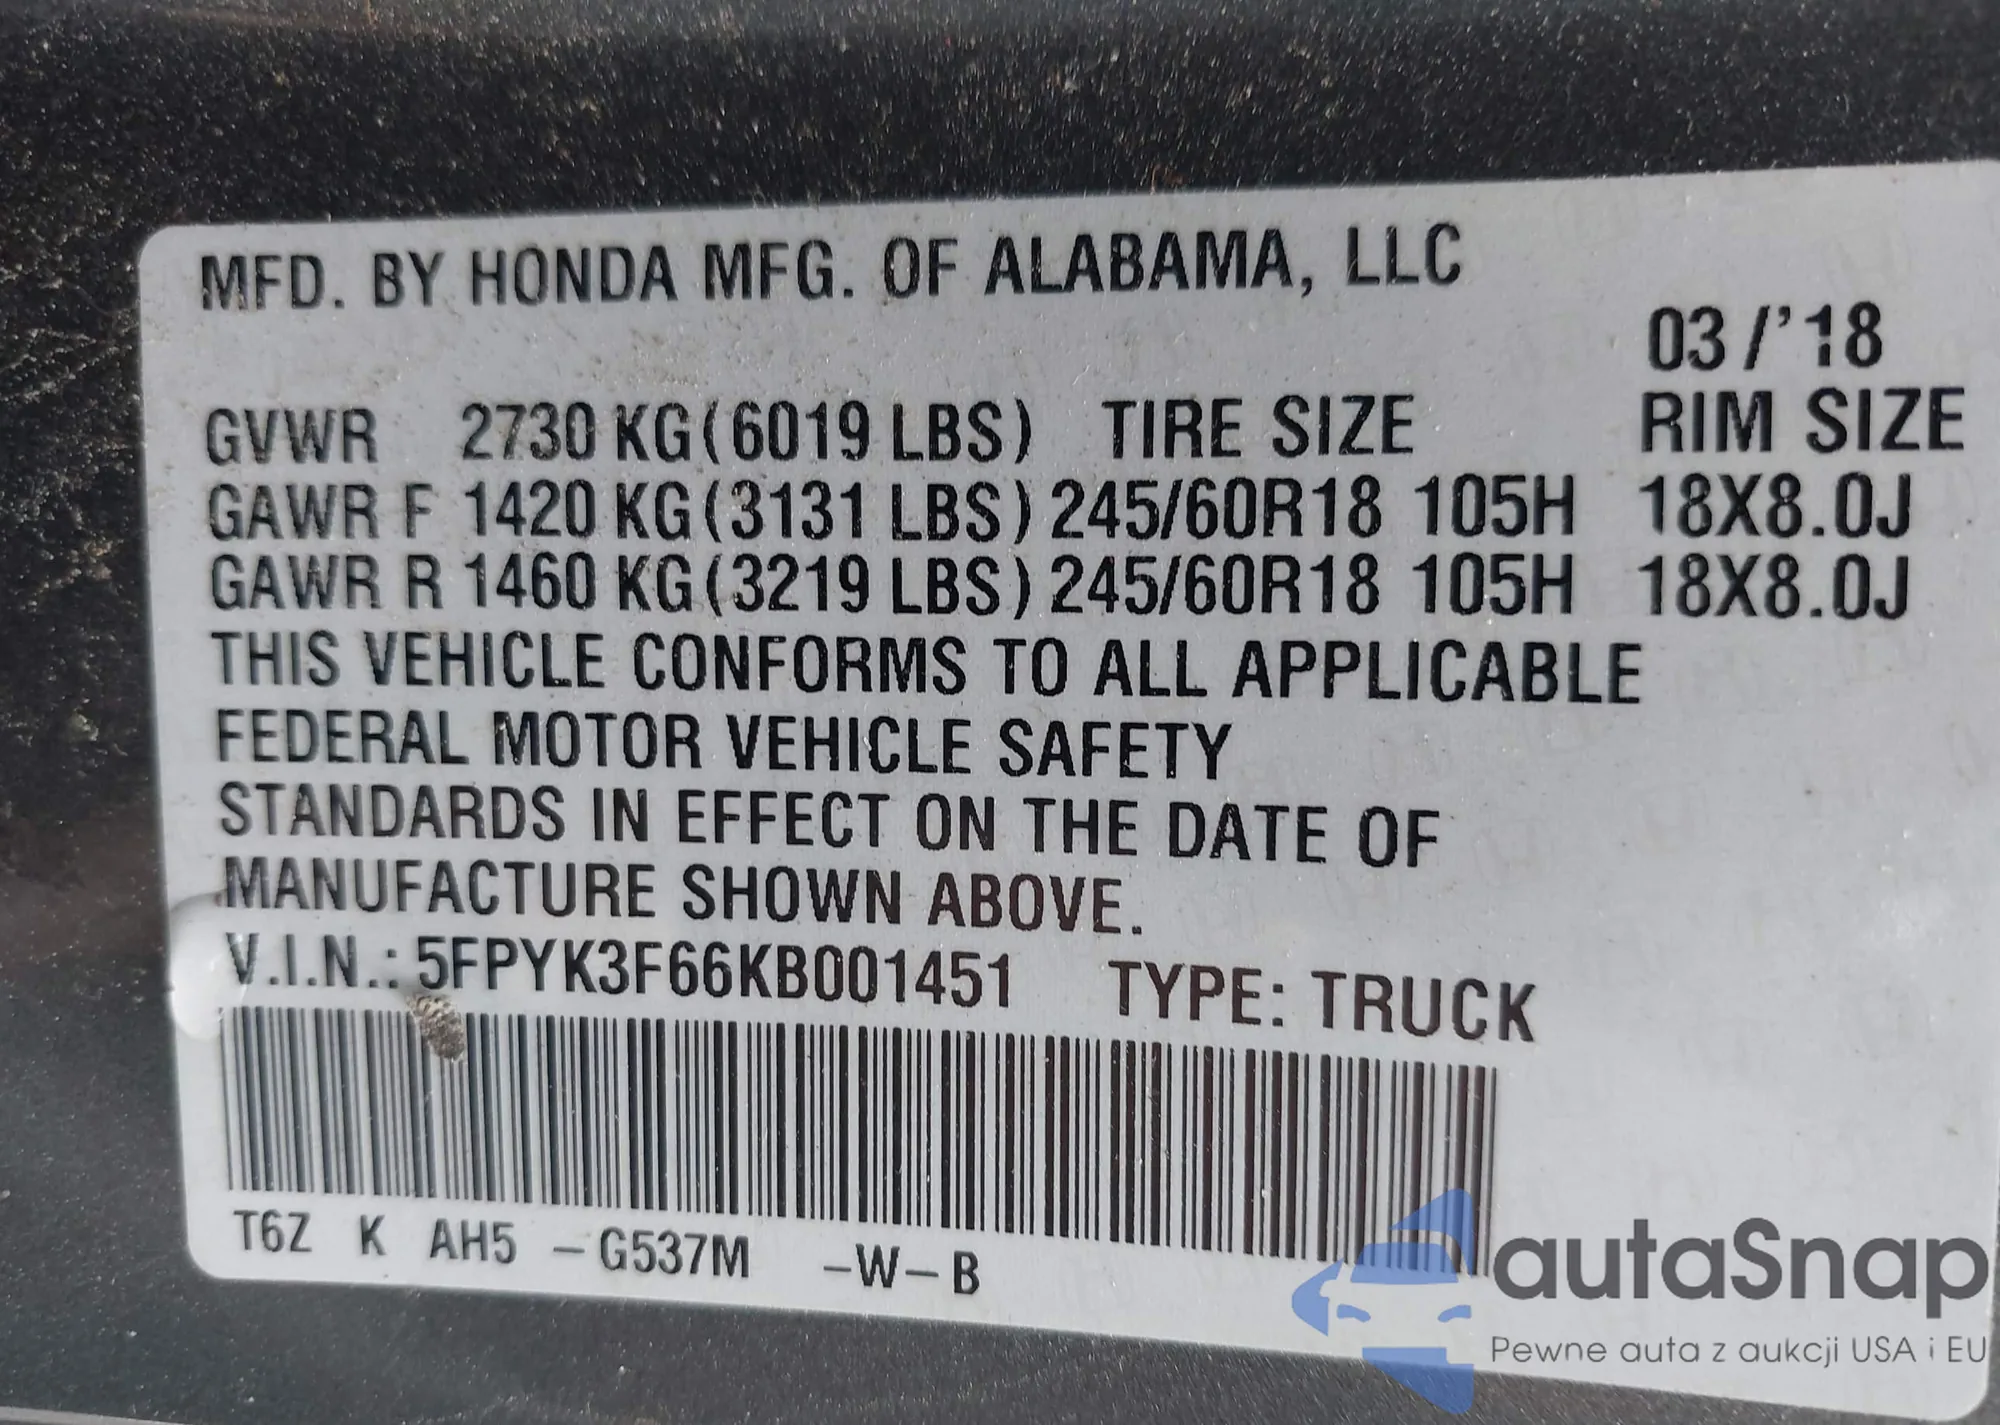 MFD. BY HONDA MFG. OF ALABAMA, LLC
03/'18
GVWR 2730 KG(6019 LBS) TIRE SIZE RIM SIZE
GAWR F 1420 KG(3131 LBS) 245/60R18 105H 18X8.0J
GAWR R 1460 KG(3219 LBS) 245/60R18 105H 18X8.0J
THIS VEHICLE CONFORMS TO ALL APPLICABLE
FEDERAL MOTOR VEHICLE SAFETY
STANDARDS IN EFFECT ON THE DATE OF
MANUFACTURE SHOWN ABOVE.
V.I.N.: 5FPYK3F66KB001451 TYPE: TRUCK
T6Z K AH5 -G537M -W-B
autaSnap
Pewne auta z aukcji USA i EU